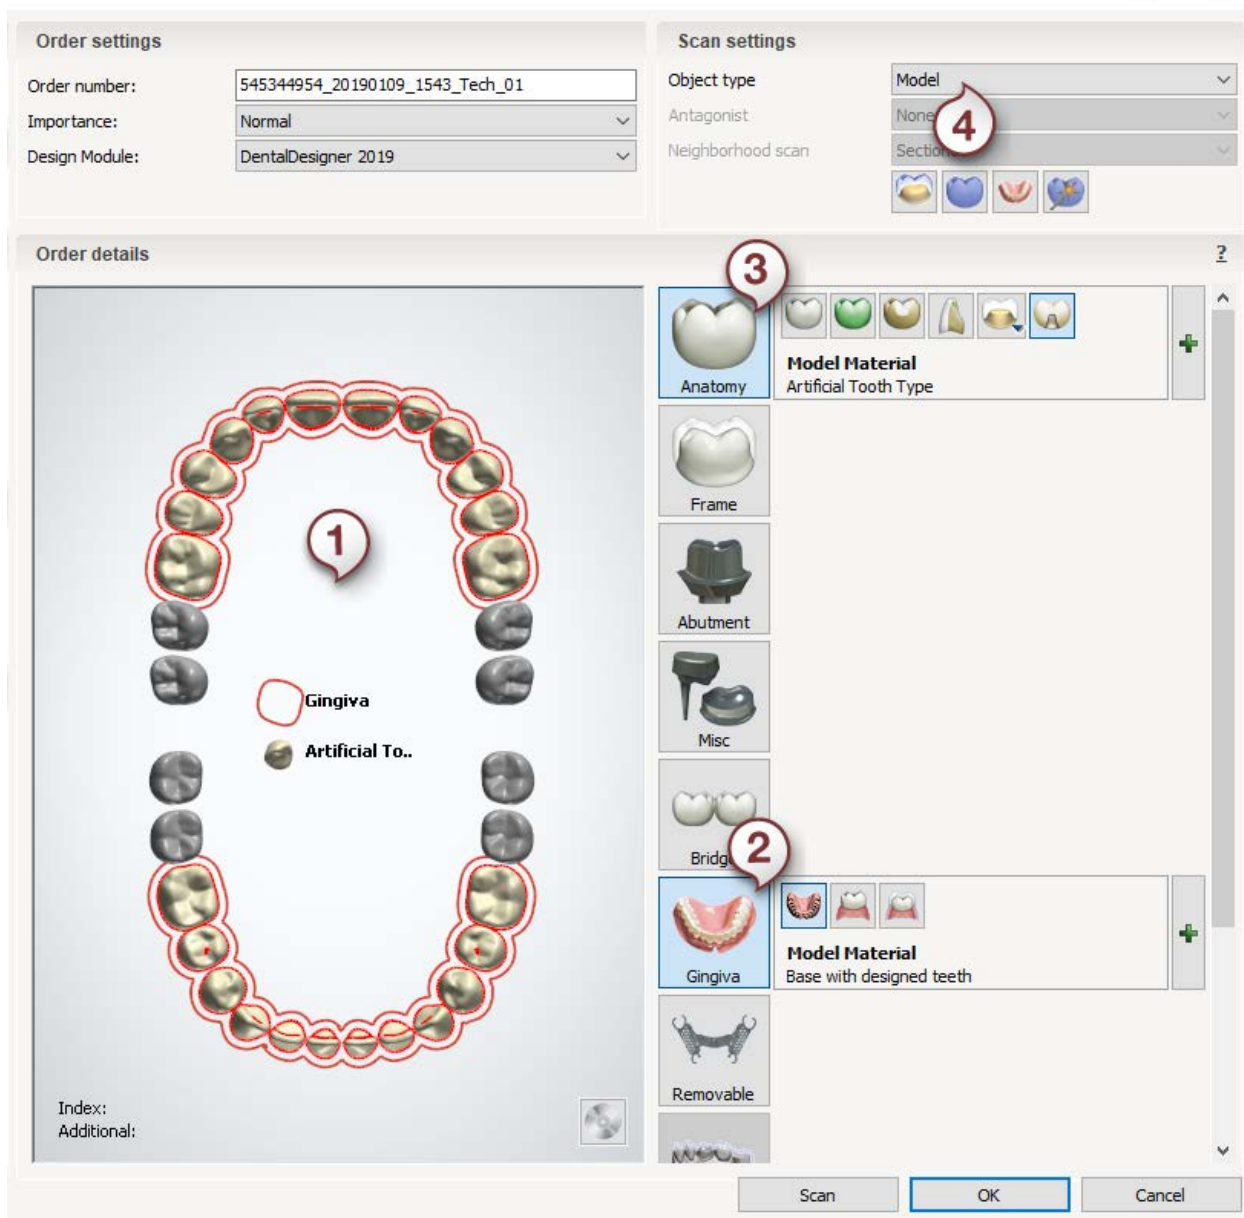 Order settings
Order number: 545344954_20190109_1543_Tech_01
Importance: Normal
Design Module: DentalDesigner 2019
Scan settings
Object type Model
Antagonist None
Neighborhood scan
4
Order details ?
3
Anatomy
Model Material
Artificial Tooth Type
Frame
1
Abutment
Gingiva
Misc
Artificial To..
2
Gingiva
Model Material
Base with designed teeth
Removable
Index:
Additional:
Scan OK Cancel